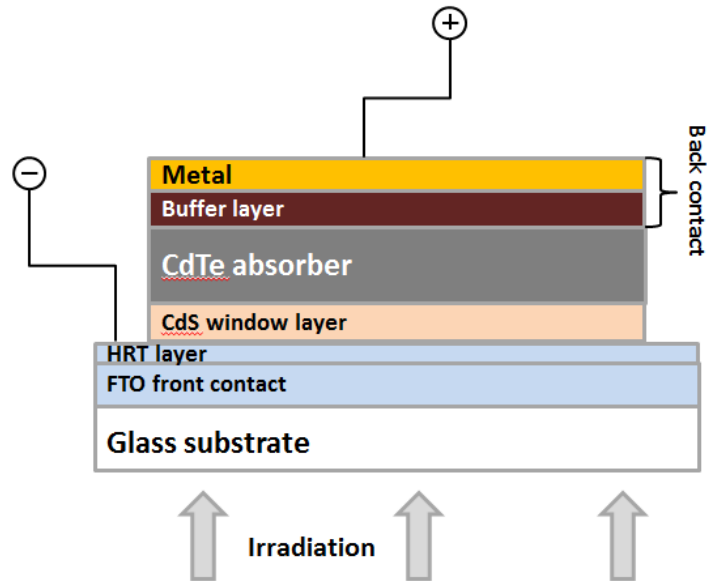 +
−
Metal
Buffer layer
Back contact
CdTe absorber
CdS window layer
HRT layer
FTO front contact
Glass substrate
Irradiation